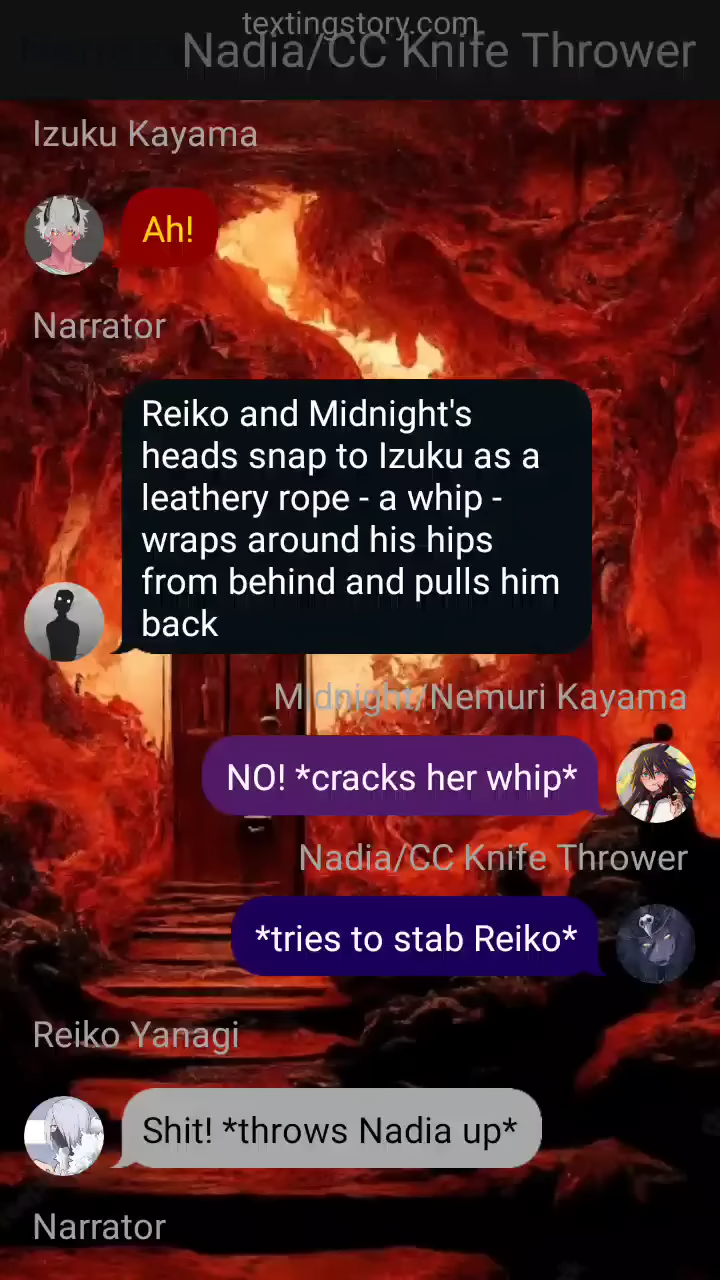 textingstory.com
Nadia/CC Knife Thrower
Izuku Kayama
Ah!
Narrator
Reiko and Midnight's
heads snap to Izuku as a
leathery rope - a whip -
wraps around his hips
from behind and pulls him
back
Midnight/Nemuri Kayama
NO! *cracks her whip*
Nadia/CC Knife Thrower
*tries to stab Reiko*
Reiko Yanagi
Shit! *throws Nadia up*
Narrator